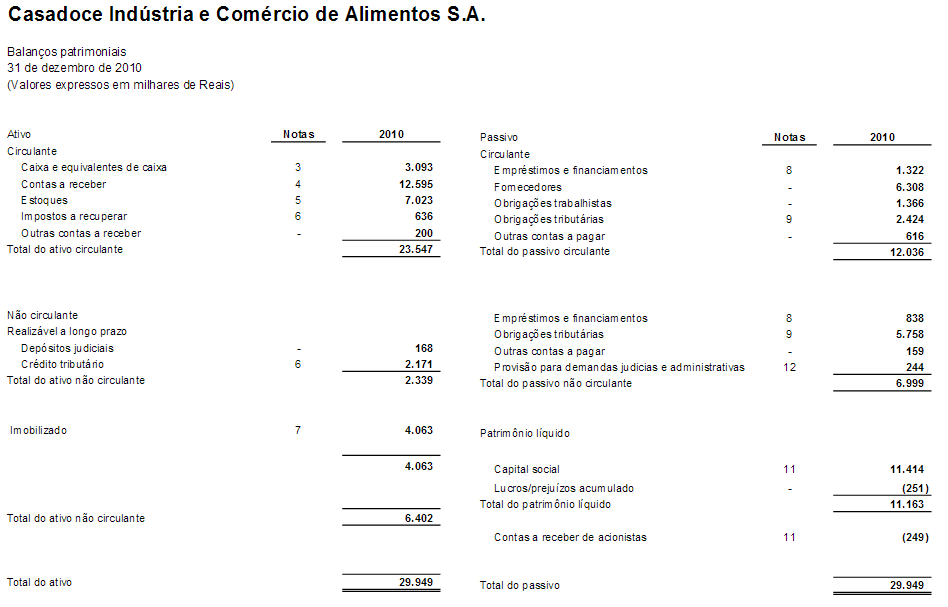 Casadoce Indústria e Comércio de Alimentos S.A.
Balanços patrimoniais
31 de dezembro de 2010
(Valores expressos em milhares de Reais)
Ativo Notas 2010
Circulante
Caixa e equivalentes de caixa 3 3.093
Contas a receber 4 12.595
Estoques 5 7.023
Impostos a recuperar 6 636
Outras contas a receber - 200
Total do ativo circulante 23.547
Não circulante
Realizável a longo prazo
Depósitos judiciais - 168
Crédito tributário 6 2.171
Total do ativo não circulante 2.339
Imobilizado 7 4.063
4.063
Total do ativo não circulante 6.402
Total do ativo 29.949
Passivo Notas 2010
Circulante
Empréstimos e financiamentos 8 1.322
Fornecedores - 6.308
Obrigações trabalhistas - 1.366
Obrigações tributárias 9 2.424
Outras contas a pagar - 616
Total do passivo circulante 12.036
Empréstimos e financiamentos 8 838
Obrigações tributárias 9 5.758
Outras contas a pagar - 159
Provisão para demandas judicias e administrativas 12 244
Total do passivo não circulante 6.999
Patrimônio líquido
Capital social 11 11.414
Lucros/prejuízos acumulado - (251)
Total do patrimônio líquido 11.163
Contas a receber de acionistas 11 (249)
Total do passivo 29.949